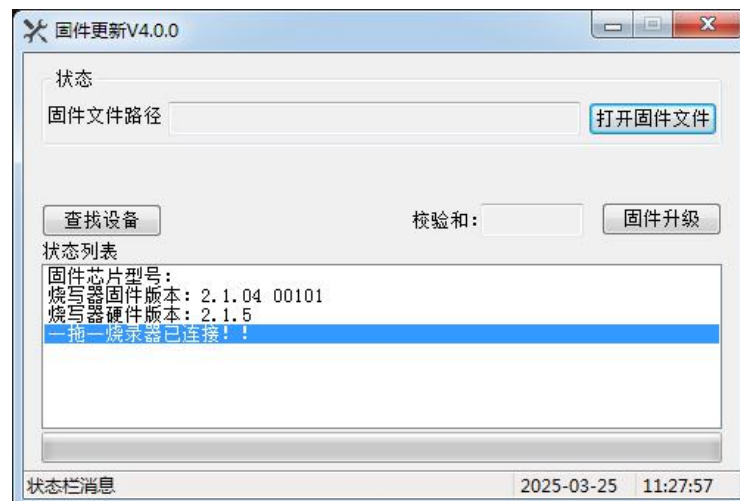 固件更新V4.0.0
状态
固件文件路径 打开固件文件
查找设备 校验和: 固件升级
状态列表
固件芯片型号:
烧写器固件版本: 2.1.04 00101
烧写器硬件版本: 2.1.5
一拖一烧录器已连接!!
状态栏消息 2025-03-25 11:27:57